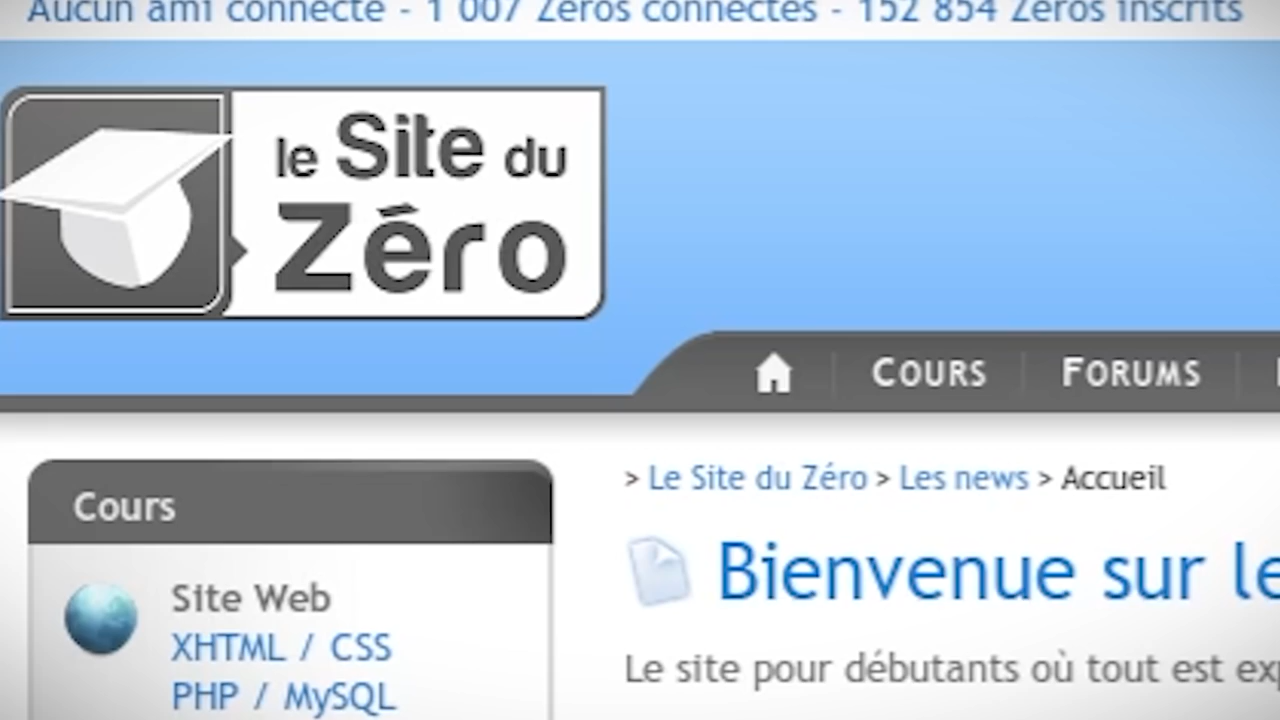 Aucun ami connecté - 1 007 Zéros connectés - 152 854 Zéros inscrits
le Site du
Zéro
Cours Forums
> Le Site du Zéro > Les news > Accueil
Cours
Bienvenue sur le
Site Web
XHTML / CSS
Le site pour débutants où tout est
PHP / MySQL